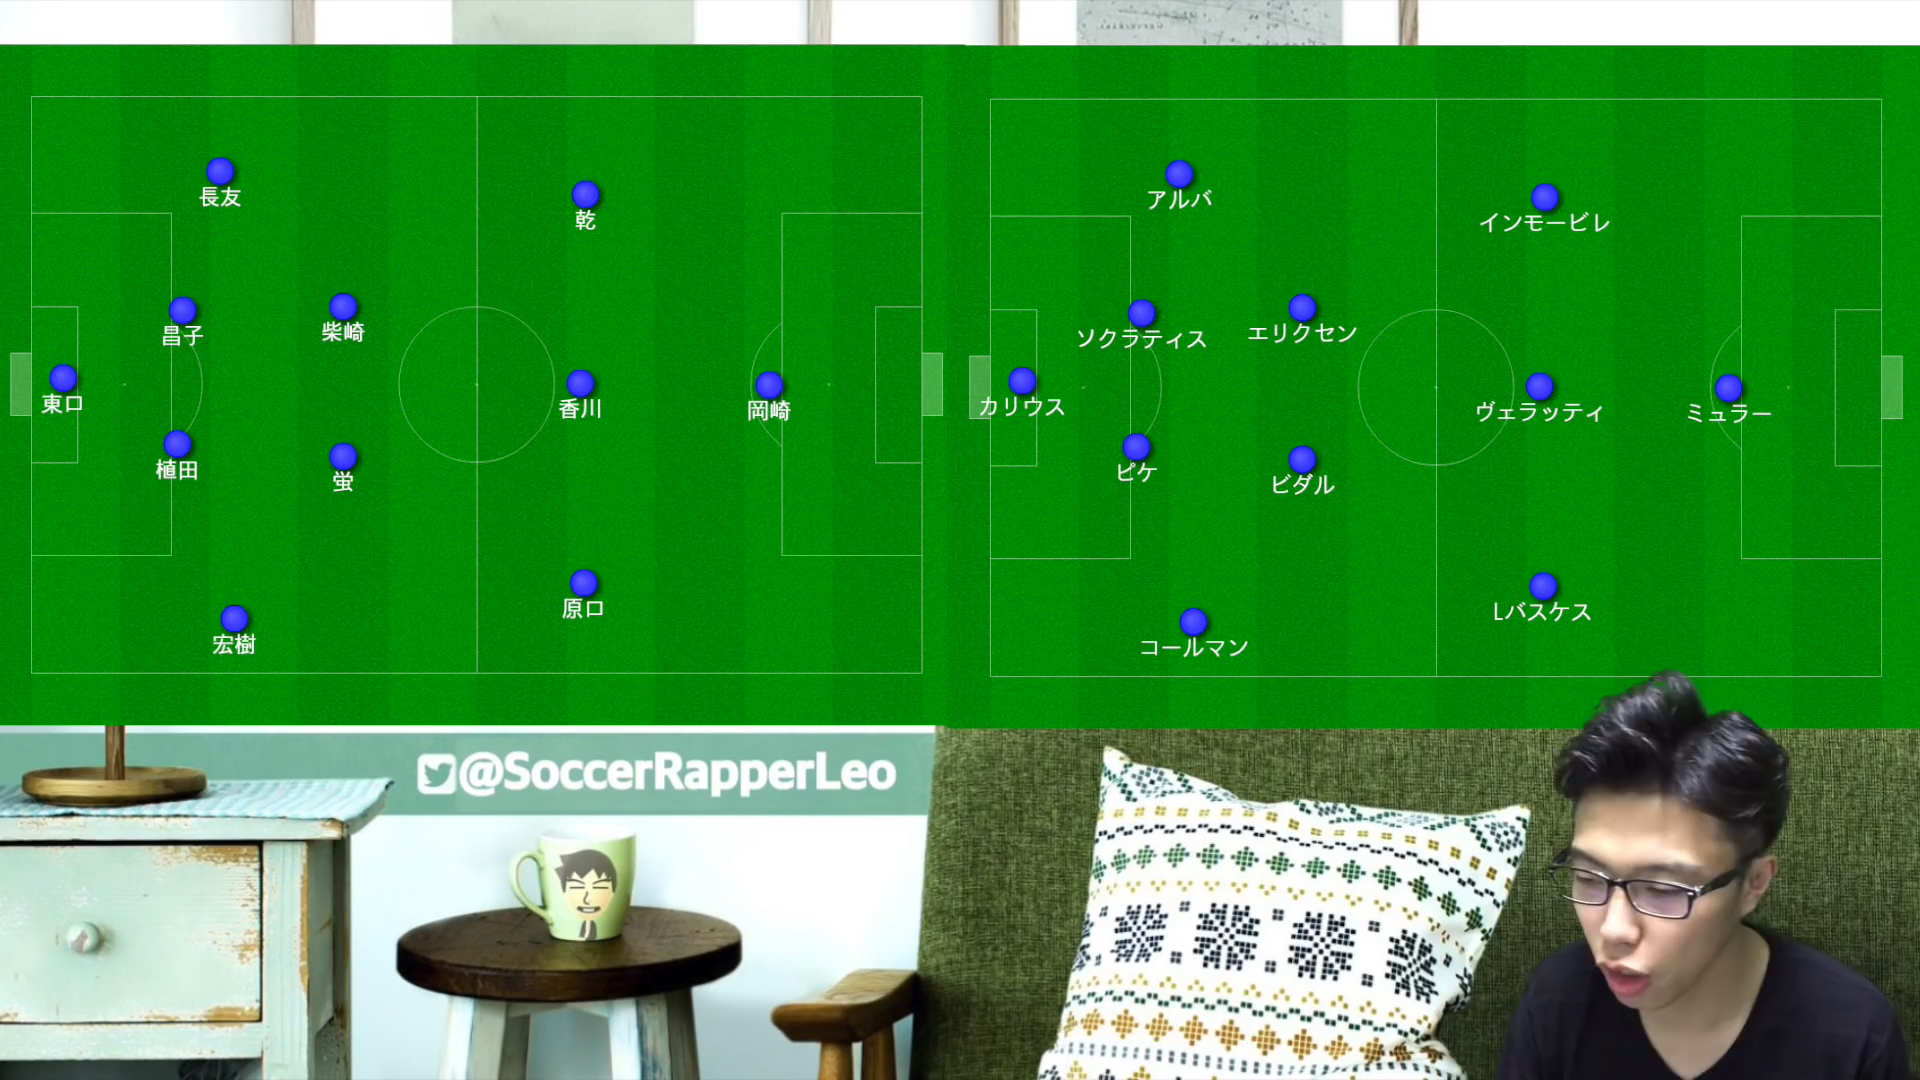 長友
乾
昌子
柴崎
東口
香川
岡崎
植田
蛍
原口
宏樹
アルバ
インモービレ
ソクラティス
エリクセン
カリウス
ヴェラッティ
ミュラー
ピケ
ビダル
Lバスケス
コールマン
@SoccerRapperLeo